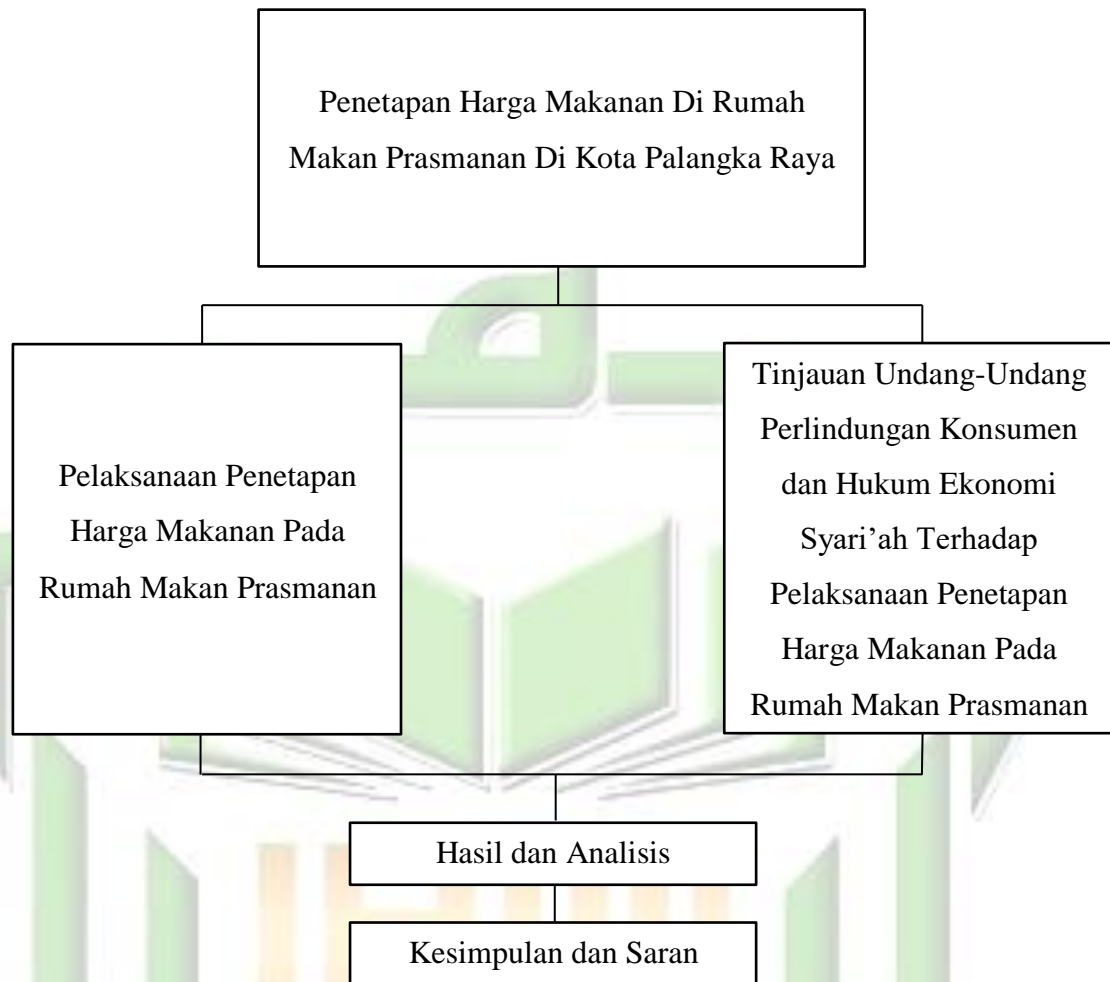 Penetapan Harga Makanan Di Rumah
Makan Prasmanan Di Kota Palangka Raya
Pelaksanaan Penetapan
Harga Makanan Pada
Rumah Makan Prasmanan
Tinjauan Undang-Undang
Perlindungan Konsumen
dan Hukum Ekonomi
Syari’ah Terhadap
Pelaksanaan Penetapan
Harga Makanan Pada
Rumah Makan Prasmanan
Hasil dan Analisis
Kesimpulan dan Saran